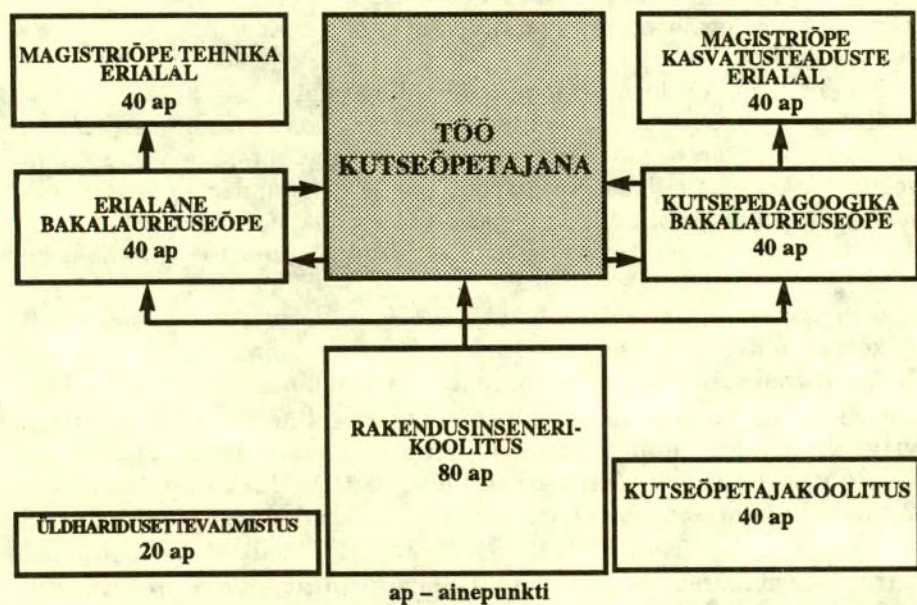 MAGISTRIÕPE TEHNIKA
ERIALAL
40 ap
TÖÖ
KUTSEÕPETAJANA
MAGISTRIÕPE
KASVATUSTEADUSTE
ERIALAL
40 ap
ERIALANE
BAKALAUREUSEÕPE
40 ap
KUTSEPEDAGOOGIKA
BAKALAUREUSEÕPE
40 ap
RAKENDUSINSENERI-
KOOLITUS
80 ap
ÜLDHARIDUSETTEVALMISTUS
20 ap
KUTSEÕPETAJAKOOLITUS
40 ap
ap – ainepunkti